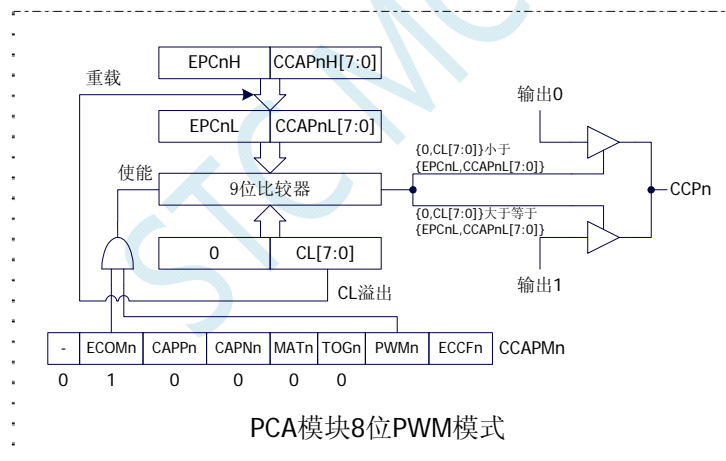 EPCnH CCAPnH[7:0]
重载
输出0
EPCnL CCAPnL[7:0]
{0,CL[7:0]}小于
{EPCnL,CCAPnL[7:0]}
使能
9位比较器
CCPn
{0,CL[7:0]}大于等于
{EPCnL,CCAPnL[7:0]}
0 CL[7:0]
输出1
CL溢出
- ECOMn CAPPn CAPNn MATn TOGn PWMn ECCFn CCAPMn
0 1 0 0 0 0
PCA模块8位PWM模式
STC MC